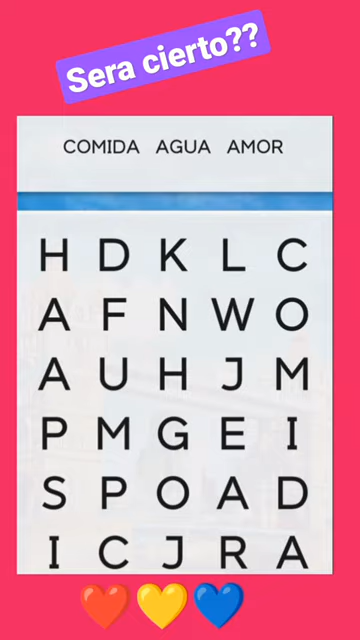 Sera cierto??
COMIDA AGUA AMOR
H D K L C
A F N W O
A U H J M
P M G E I
S P O A D
I C J R A